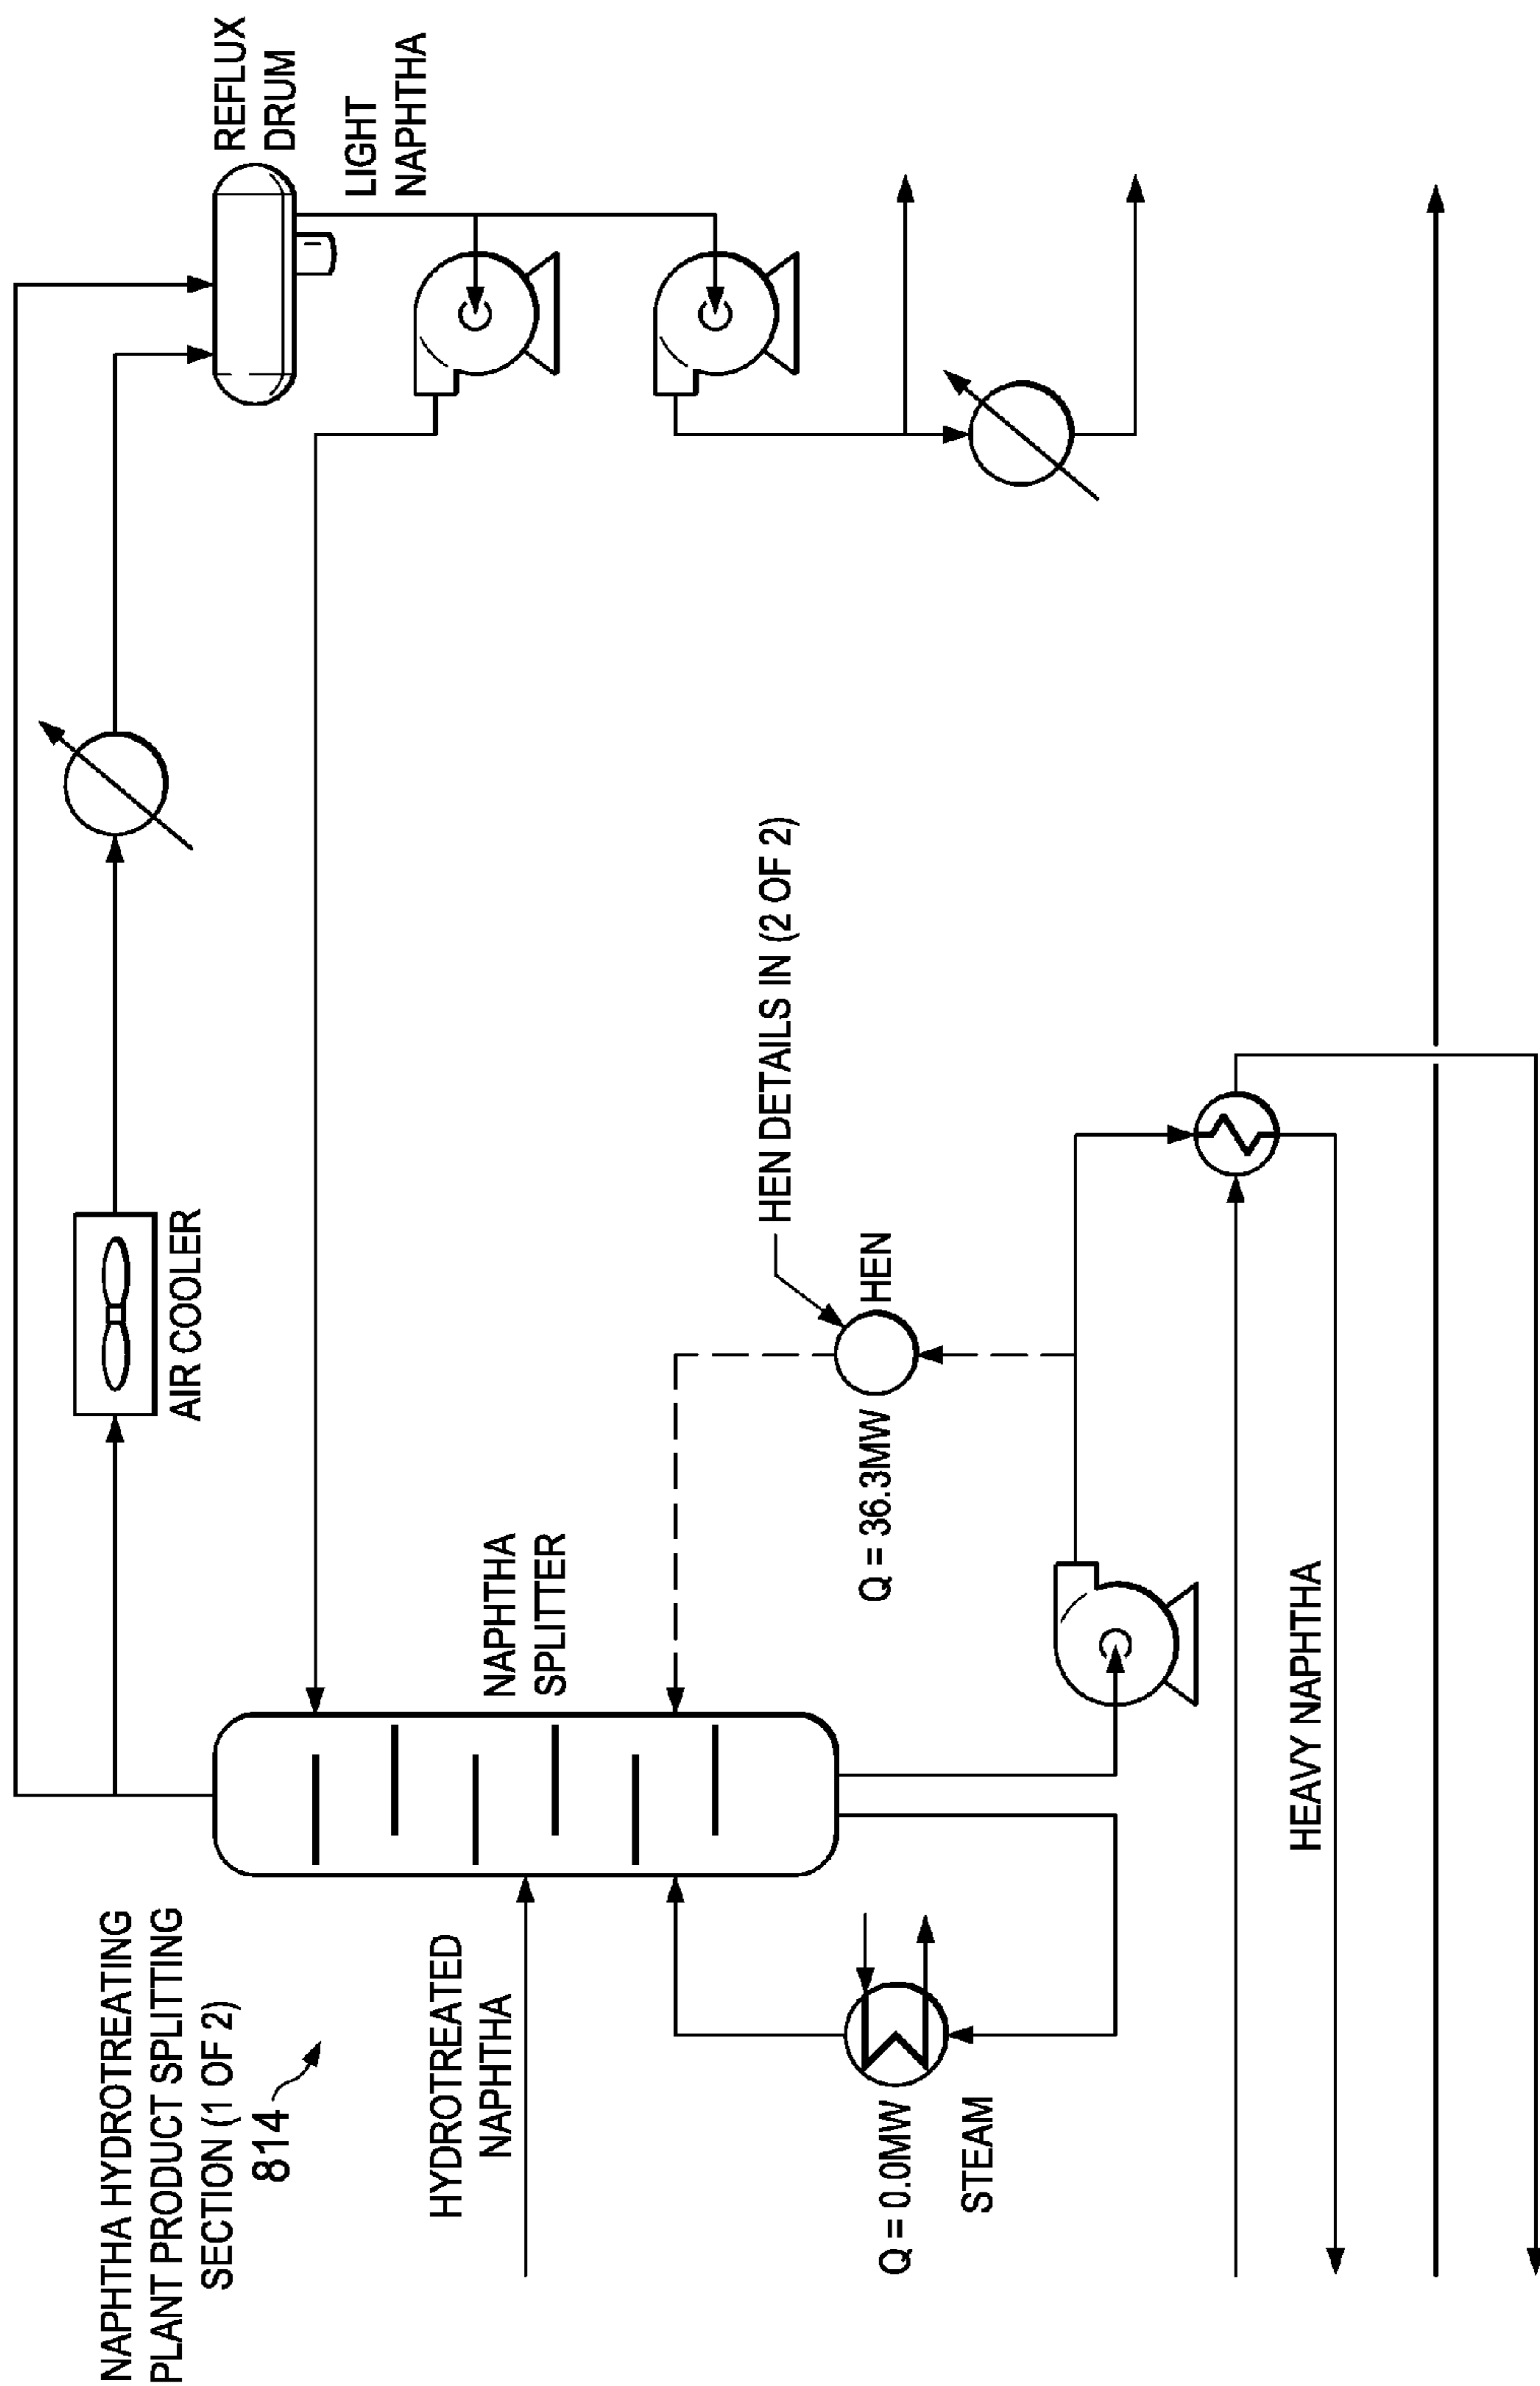 NAPHTHA HYDROTREATING
PLANT PRODUCT SPLITTING
SECTION (1 OF 2)
814
AIR COOLER
REFLUX
DRUM
LIGHT
NAPHTHA
NAPHTHA
SPLITTER
HYDROTREATED
NAPHTHA
HEN DETAILS IN (2 OF 2)
HEN
Q = 36.3MW
Q = 0.0MW
STEAM
HEAVY NAPHTHA